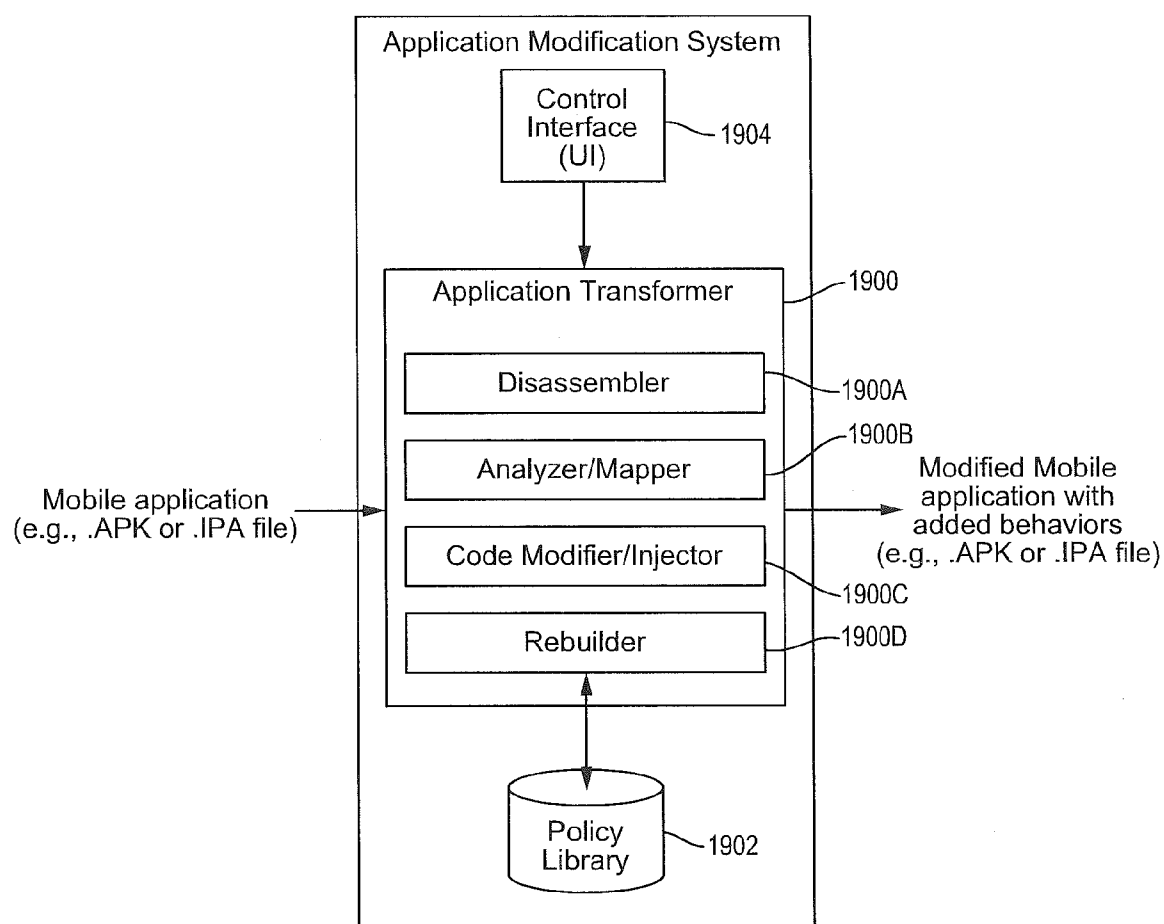 Application Modification System
Control
Interface
(UI)
1904
Application Transformer
1900
Disassembler
1900A
Analyzer/Mapper
1900B
Mobile application
(e.g., .APK or .IPA file)
Modified Mobile
application with
added behaviors
(e.g., .APK or .IPA file)
Code Modifier/Injector
1900C
Rebuilder
1900D
Policy
Library
1902